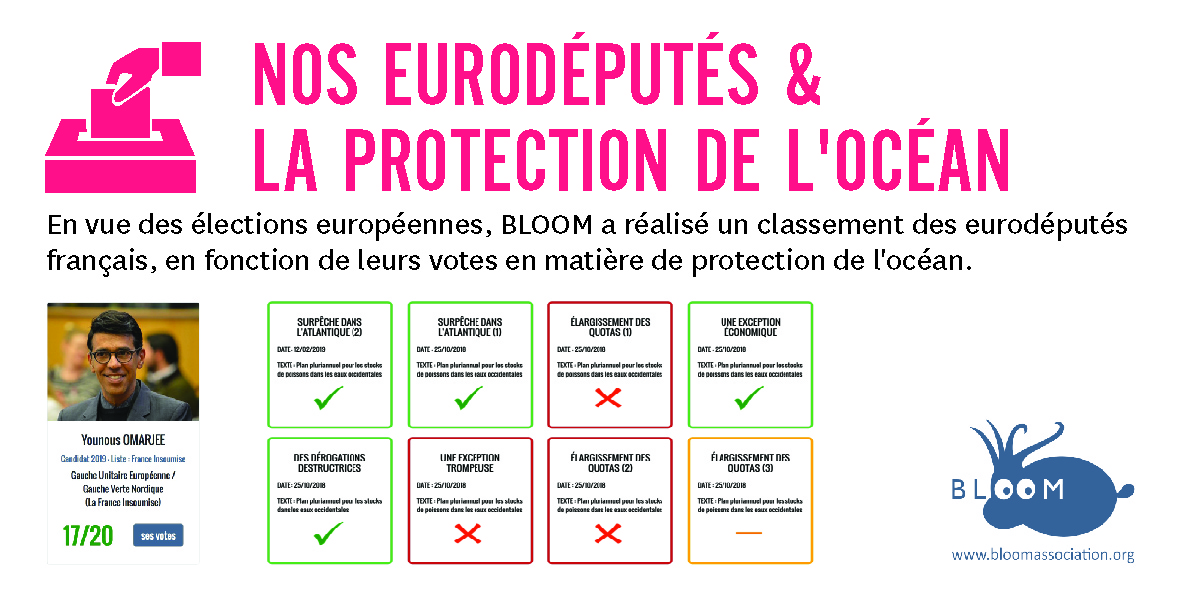 NOS EURODÉPUTÉS &
LA PROTECTION DE L'OCÉAN
En vue des élections européennes, BLOOM a réalisé un classement des eurodéputés
français, en fonction de leurs votes en matière de protection de l'océan.
Younous OMARJEE
Candidat 2019 - Liste : France Insoumise
Gauche Unitaire Européenne /
Gauche Verte Nordique
(La France Insoumise)
17/20
ses votes
SURPÊCHE DANS
L'ATLANTIQUE (2)
DATE : 12/02/2019
TEXTE : Plan pluriannuel pour les stocks
de poissons dans les eaux occidentales
SURPÊCHE DANS
L'ATLANTIQUE (1)
DATE : 25/10/2018
TEXTE : Plan pluriannuel pour les stocks
de poissons dans les eaux occidentales
ÉLARGISSEMENT DES
QUOTAS (1)
DATE : 25/10/2018
TEXTE : Plan pluriannuel pour les stocks
de poissons dans les eaux occidentales
UNE EXCEPTION
ÉCONOMIQUE
DATE : 25/10/2018
TEXTE : Plan pluriannuel pour les stocks
de poissons dans les eaux occidentales
DES DÉROGATIONS
DESTRUCTRICES
DATE : 25/10/2018
TEXTE : Plan pluriannuel pour les stocks
dans les eaux occidentales
UNE EXCEPTION
TROMPEUSE
DATE : 25/10/2018
TEXTE : Plan pluriannuel pour les stocks
de poissons dans les eaux occidentales
ÉLARGISSEMENT DES
QUOTAS (2)
DATE : 25/10/2018
TEXTE : Plan pluriannuel pour les stocks
de poissons dans les eaux occidentales
ÉLARGISSEMENT DES
QUOTAS (3)
DATE : 25/10/2018
TEXTE : Plan pluriannuel pour les stocks
de poissons dans les eaux occidentales
BLOOM
www.bloomassociation.org